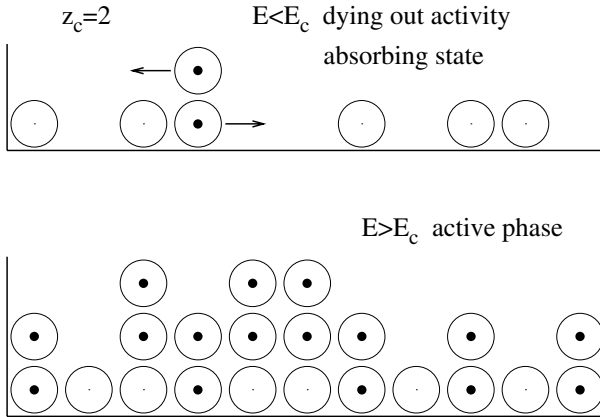 z_c=2 E<E_c dying out activity
absorbing state
E>E_c active phase